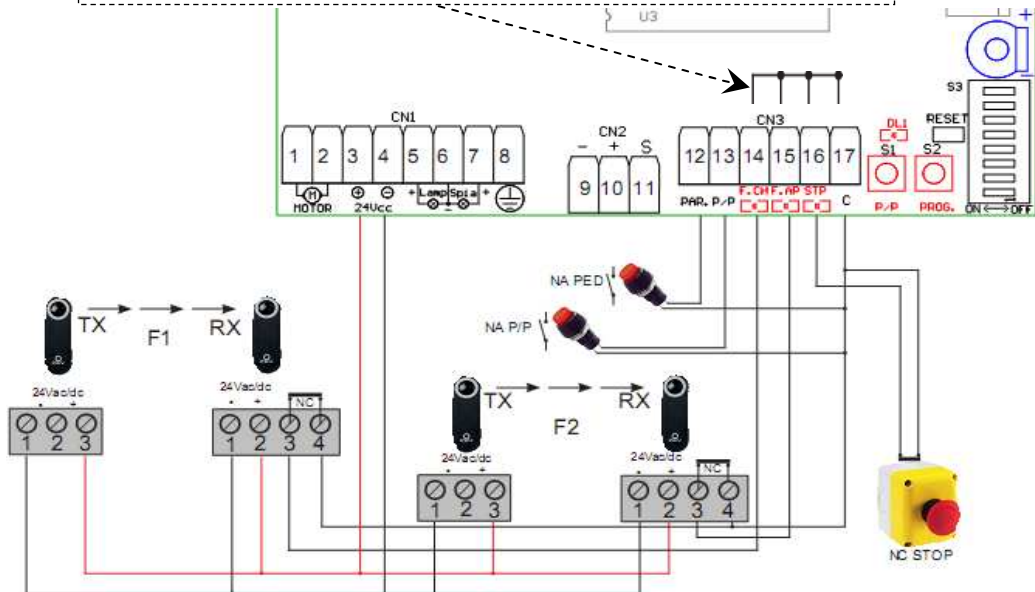 U3
+
S3
CN1
CN2
CN3
DL1
RESET
- + S
S1 S2
1 2 3 4 5 6 7 8
9 10 11
12 13 14 15 16 17
M
MOTOR
+ -
24Vcc
+ Lamp Spia +
-
PAR. P/P
F.CH F.AP STP
C
P/P PROG.
1
ON OFF
NA PED
NA P/P
TX F1 RX
24Vac/dc
- +
1 2 3
24Vac/dc
- +
NC
1 2 3 4
TX F2 RX
24Vac/dc
- +
1 2 3
24Vac/dc
- +
NC
1 2 3 4
NC STOP